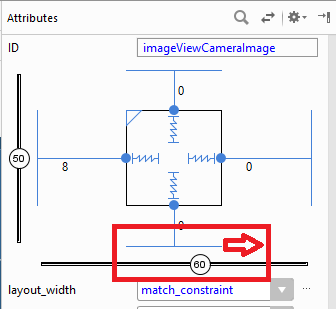 Attributes
ID
imageViewCameraImage
0
50
8
0
0
60
layout_width
match_constraint
...